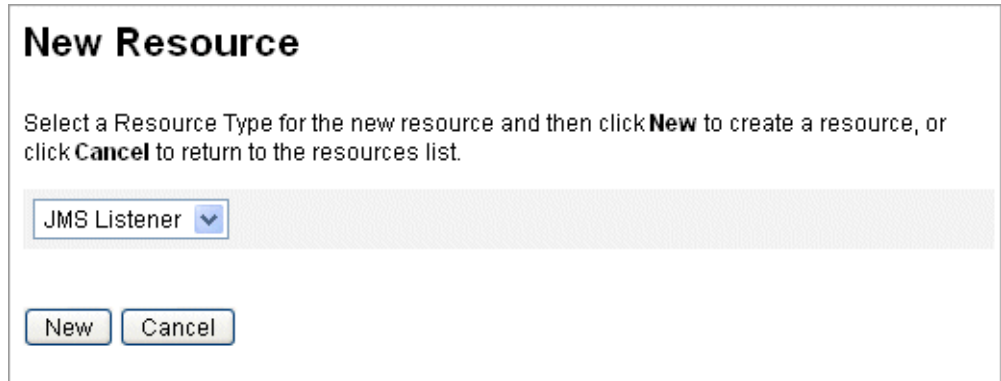 New Resource
Select a Resource Type for the new resource and then click New to create a resource, or
click Cancel to return to the resources list.
JMS Listener
New Cancel